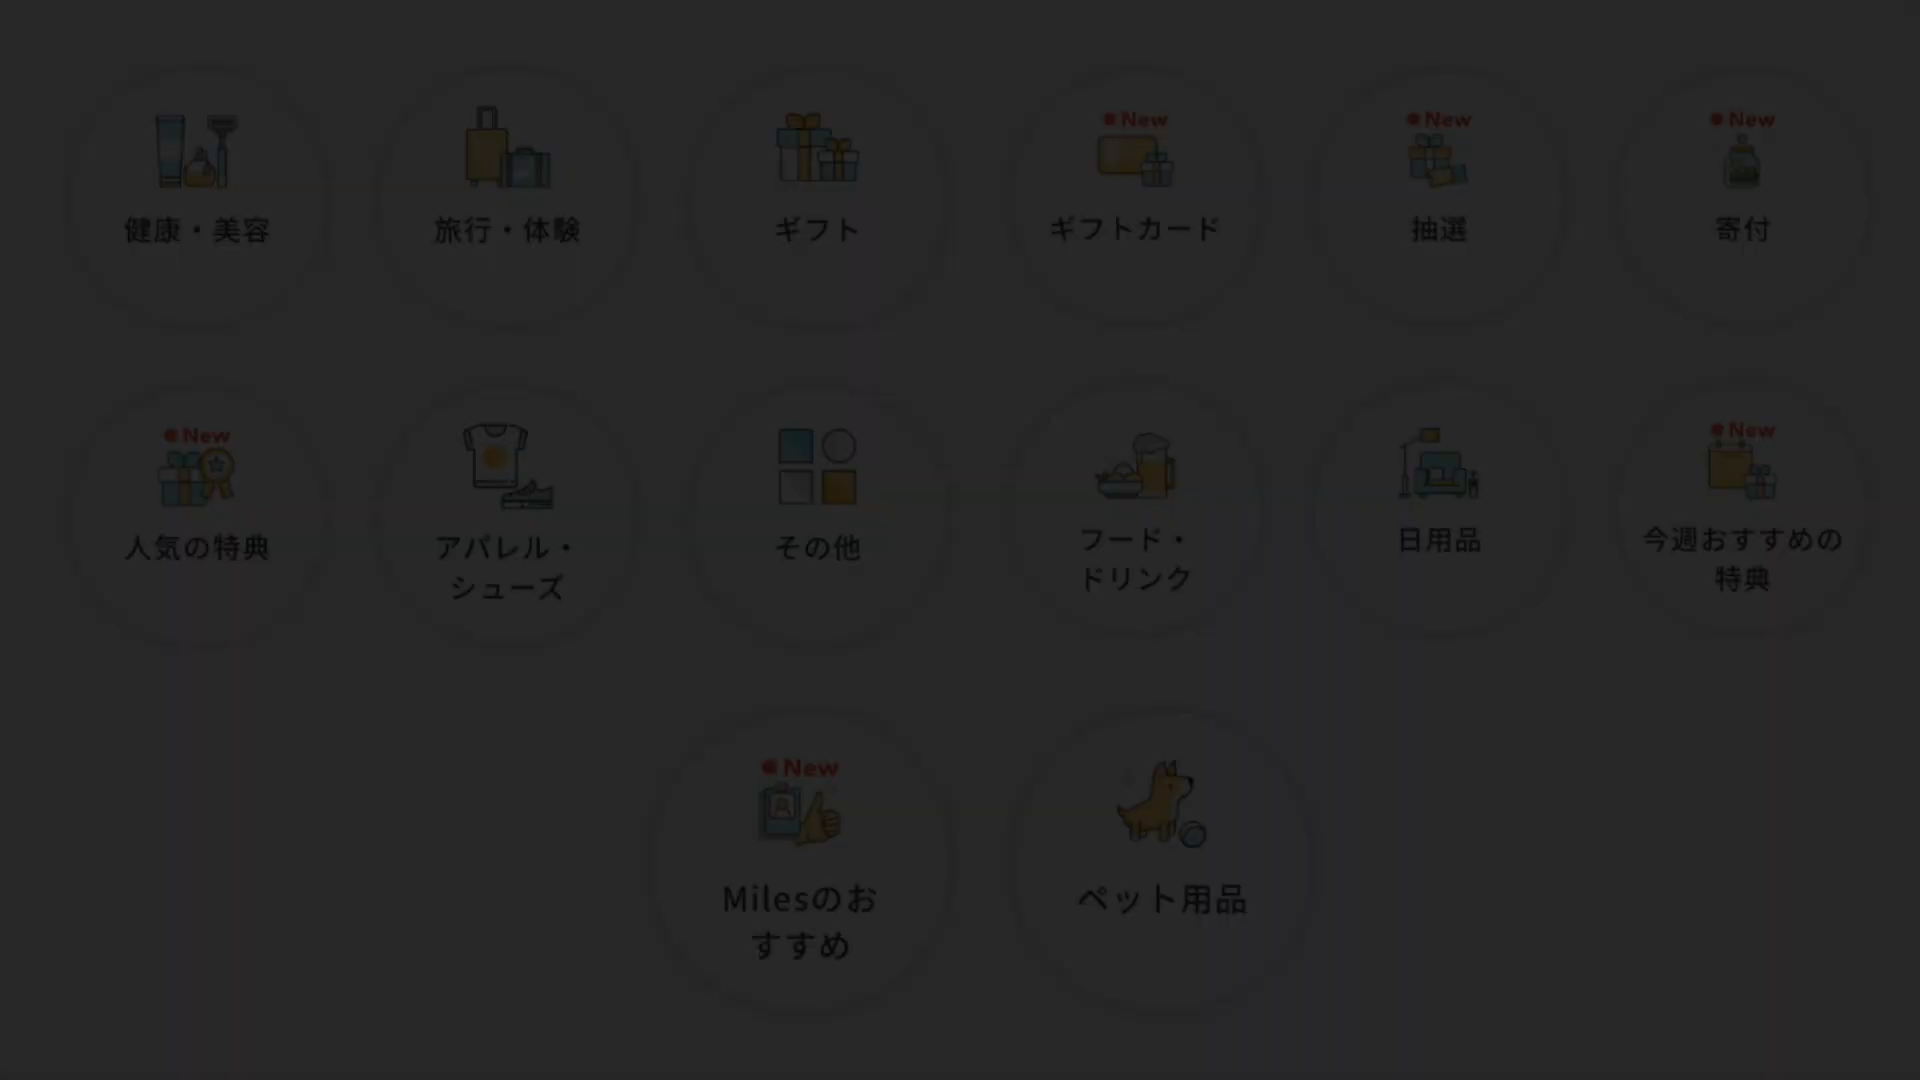 健康・美容
旅行・体験
ギフト
New
ギフトカード
New
抽選
New
寄付
New
人気の特典
アパレル・
シューズ
その他
フード・
ドリンク
日用品
New
今週おすすめの
特典
New
Milesのお
すすめ
ペット用品